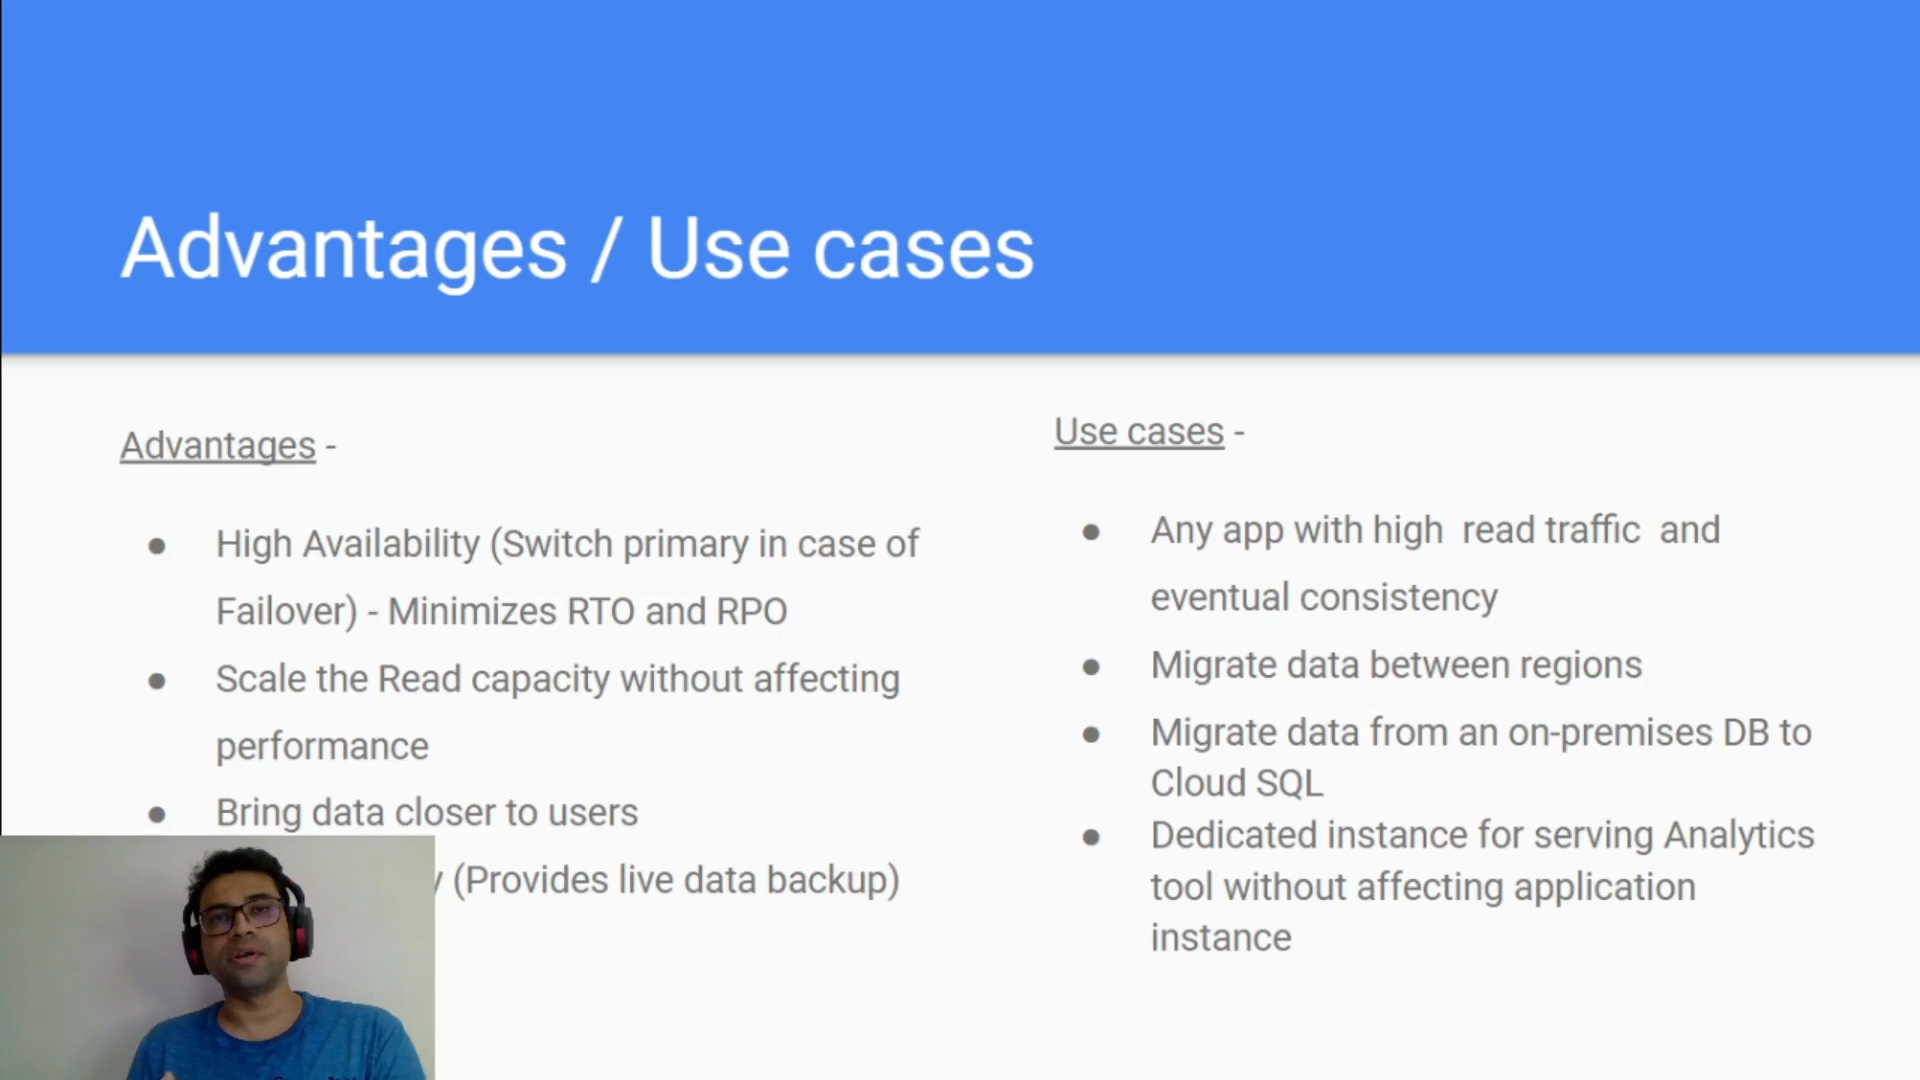 Advantages / Use cases
Advantages -
● High Availability (Switch primary in case of
Failover) - Minimizes RTO and RPO
● Scale the Read capacity without affecting
performance
● Bring data closer to users
(Provides live data backup)
Use cases -
● Any app with high read traffic and
eventual consistency
● Migrate data between regions
● Migrate data from an on-premises DB to
Cloud SQL
● Dedicated instance for serving Analytics
tool without affecting application
instance